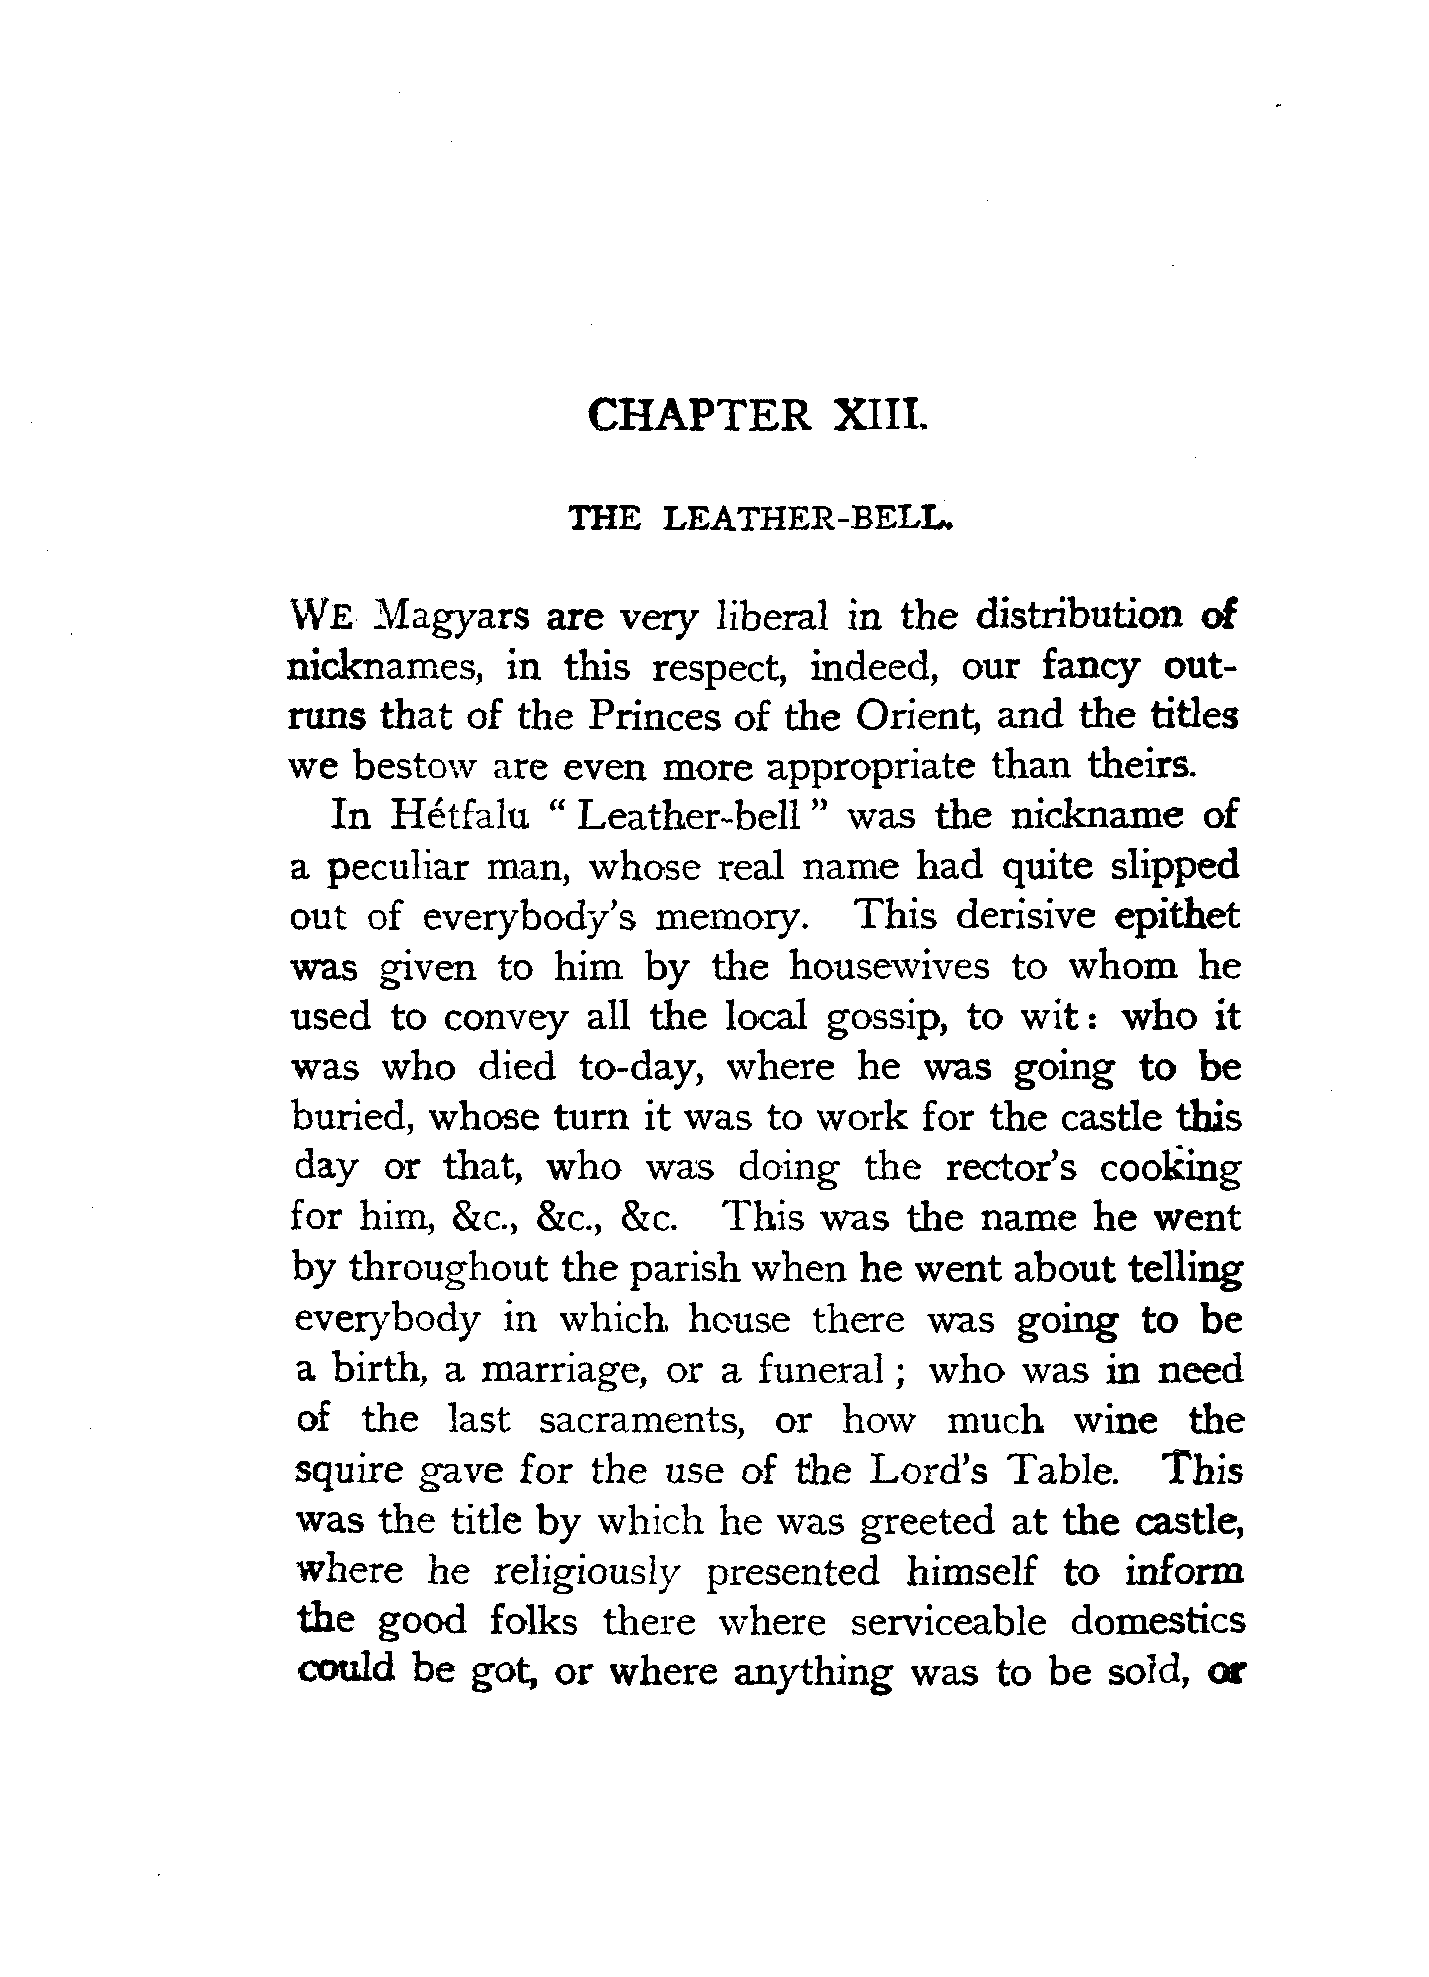 CHAPTER XIII.
THE LEATHER-BELL.
WE Magyars are very liberal in the distribution of
nicknames, in this respect, indeed, our fancy out-
runs that of the Princes of the Orient, and the titles
we bestow are even more appropriate than theirs.
In Hétfalu “ Leather-bell ” was the nickname of
a peculiar man, whose real name had quite slipped
out of everybody's memory. This derisive epithet
was given to him by the housewives to whom he
used to convey all the local gossip, to wit: who it
was who died to-day, where he was going to be
buried, whose turn it was to work for the castle this
day or that, who was doing the rector's cooking
for him, &c., &c., &c. This was the name he went
by throughout the parish when he went about telling
everybody in which house there was going to be
a birth, a marriage, or a funeral ; who was in need
of the last sacraments, or how much wine the
squire gave for the use of the Lord's Table. This
was the title by which he was greeted at the castle,
where he religiously presented himself to inform
the good folks there where serviceable domestics
could be got, or where anything was to be sold, or